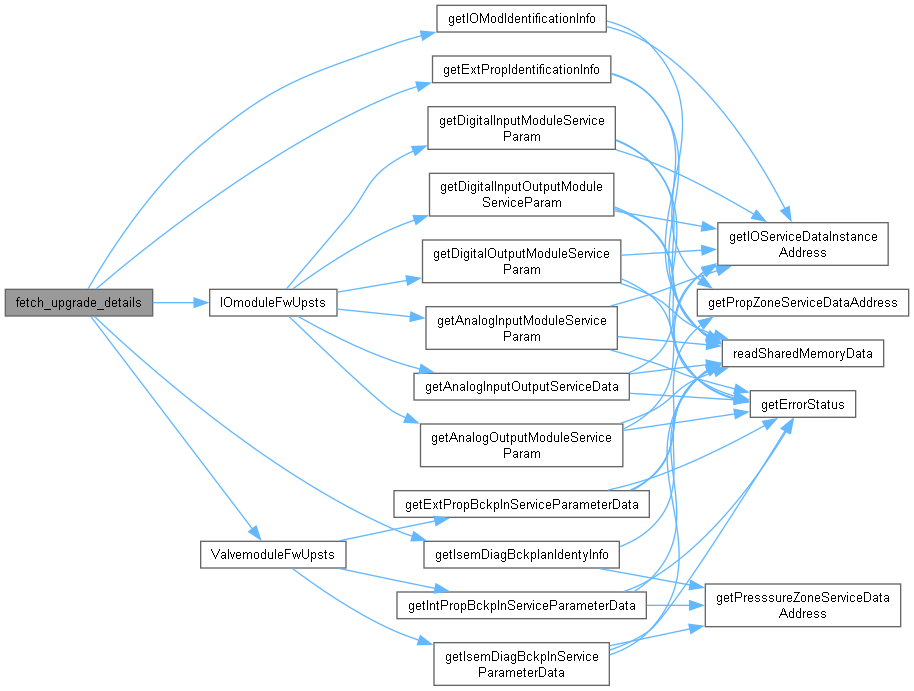 getIOModIdentificationInfo
getExtPropIdentificationInfo
getDigitalInputModuleService
Param
getDigitalInputOutputModule
ServiceParam
getDigitalOutputModuleService
Param
getAnalogInputModuleService
Param
getAnalogInputOutputServiceData
getAnalogOutputModuleService
Param
fetch_upgrade_details
IOmoduleFwUpsts
ValvemoduleFwUpsts
getExtPropBckplnServiceParameterData
getIsemDiagBckplanIdentyInfo
getIntPropBckplnServiceParameterData
getIsemDiagBckplnService
ParameterData
getIOServiceDataInstance
Address
getPropZoneServiceDataAddress
readSharedMemoryData
getErrorStatus
getPresssureZoneServiceData
Address